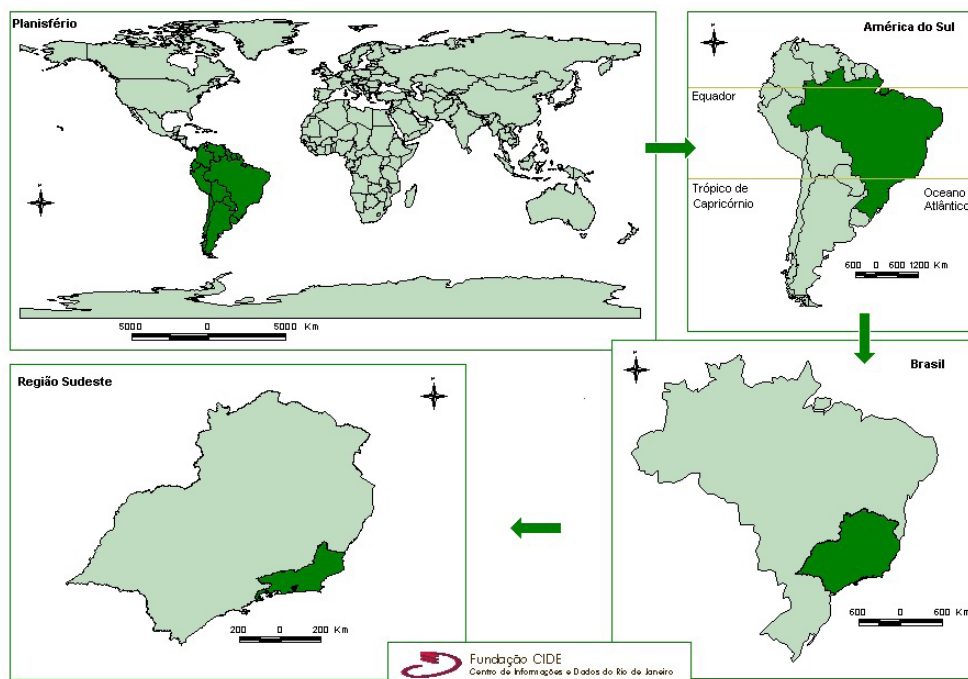 Planisfério
5000 0 5000 Km
América do Sul
Equador
Trópico de
Capricórnio
Oceano
Atlântico
600 0 600 1200 Km
Brasil
600 0 600 Km
Região Sudeste
200 0 200 Km
Fundação CIDE
Centro de Informações e Dados do Rio de Janeiro